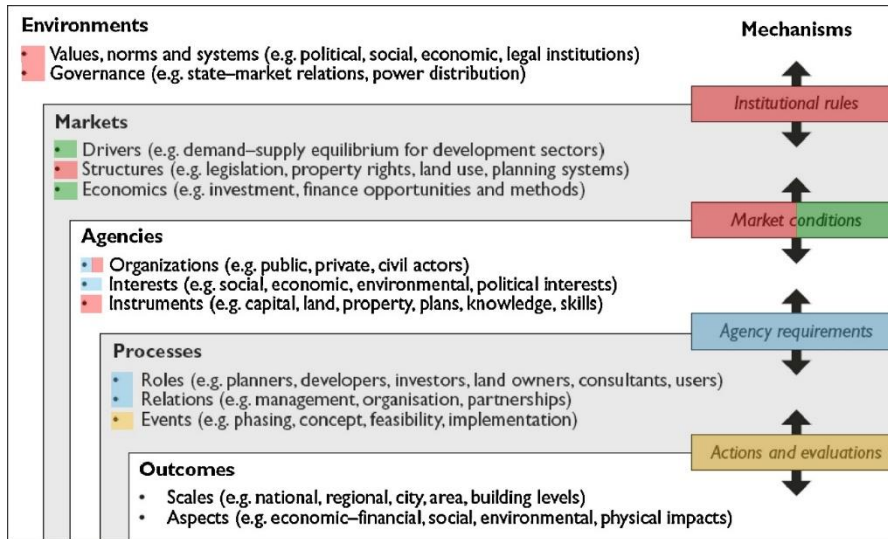 Environments
Mechanisms
• Values, norms and systems (e.g. political, social, economic, legal institutions)
• Governance (e.g. state–market relations, power distribution)
Institutional rules
Markets
• Drivers (e.g. demand–supply equilibrium for development sectors)
• Structures (e.g. legislation, property rights, land use, planning systems)
• Economics (e.g. investment, finance opportunities and methods)
Market conditions
Agencies
• Organizations (e.g. public, private, civil actors)
• Interests (e.g. social, economic, environmental, political interests)
• Instruments (e.g. capital, land, property, plans, knowledge, skills)
Agency requirements
Processes
• Roles (e.g. planners, developers, investors, land owners, consultants, users)
• Relations (e.g. management, organisation, partnerships)
• Events (e.g. phasing, concept, feasibility, implementation)
Actions and evaluations
Outcomes
• Scales (e.g. national, regional, city, area, building levels)
• Aspects (e.g. economic–financial, social, environmental, physical impacts)